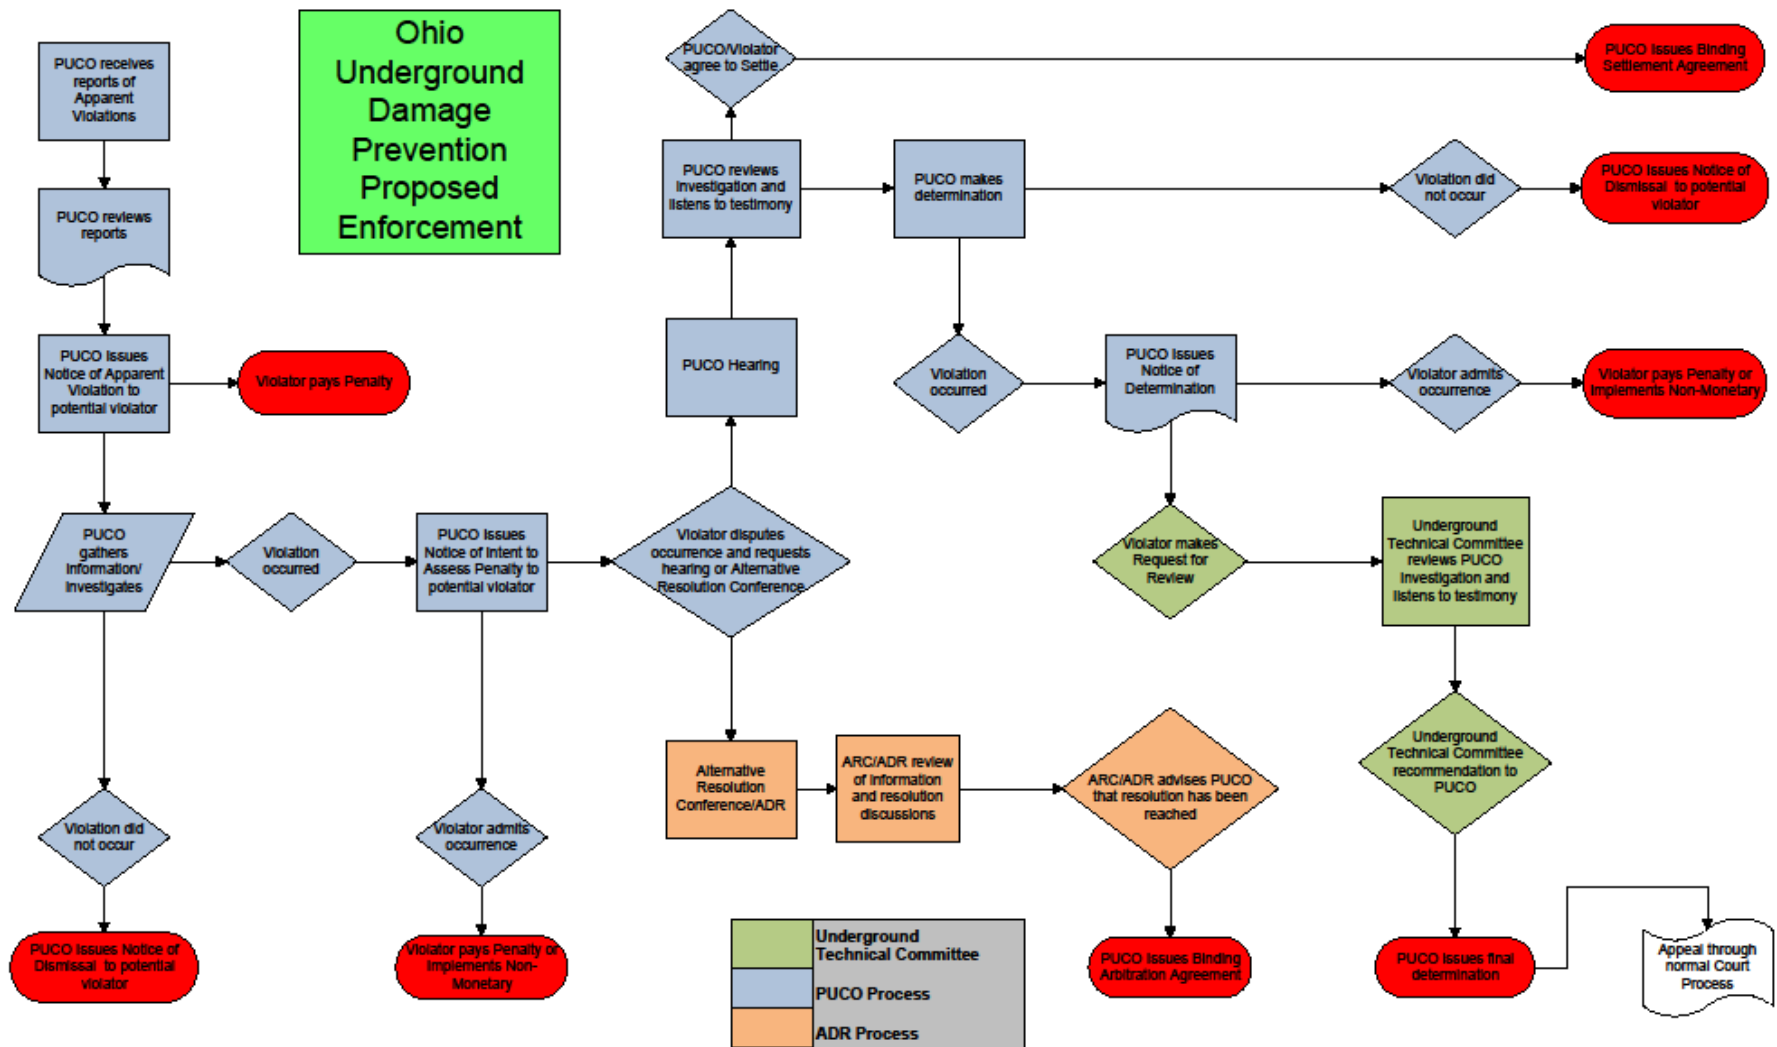 Ohio
Underground
Damage
Prevention
Proposed
Enforcement
PUCO receives
reports of
Apparent
Violations
PUCO reviews
reports
PUCO Issues
Notice of Apparent
Violation to
potential violator
Violator pays Penalty
PUCO
gathers
Information/
Investigates
Violation
occurred
PUCO Issues
Notice of Intent to
Assess Penalty to
potential violator
Violator disputes
occurrence and requests
hearing or Alternative
Resolution Conference
Violation did
not occur
PUCO Issues Notice of
Dismissal to potential
violator
Violator admits
occurrence
Violator pays Penalty or
Implements Non-
Monetary
PUCO Hearing
PUCO reviews
Investigation and
listens to testimony
PUCO/Violator
agree to Settle
PUCO Issues Binding
Settlement Agreement
PUCO makes
determination
Violation did
not occur
PUCO Issues Notice of
Dismissal to potential
violator
Violation
occurred
PUCO Issues
Notice of
Determination
Violator admits
occurrence
Violator pays Penalty or
Implements Non-Monetary
Violator makes
Request for
Review
Underground
Technical Committee
reviews PUCO
Investigation and
listens to testimony
Underground
Technical Committee
recommendation to
PUCO
PUCO Issues final
determination
Appeal through
normal Court
Process
Alternative
Resolution
Conference/ADR
ARC/ADR review
of Information
and resolution
discussions
ARC/ADR advises PUCO
that resolution has been
reached
PUCO Issues Binding
Arbitration Agreement
Underground
Technical Committee
PUCO Process
ADR Process